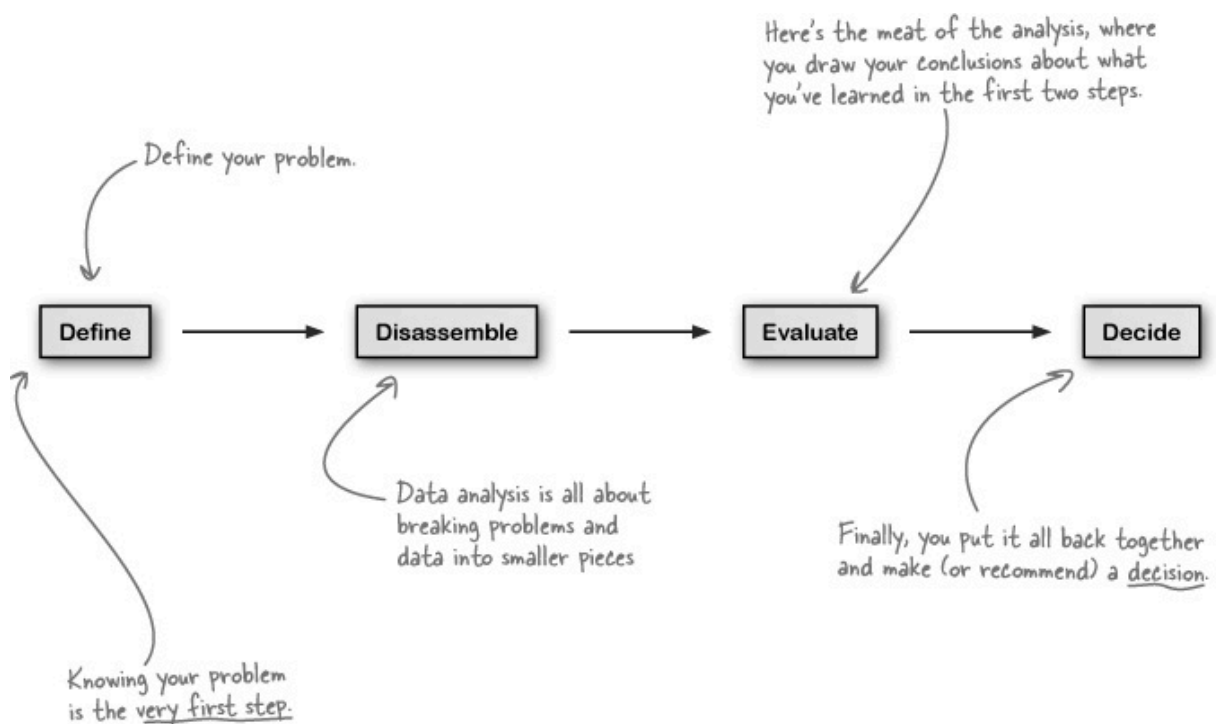 Here's the meat of the analysis, where
you draw your conclusions about what
you've learned in the first two steps.
Define your problem.
Define
Disassemble
Evaluate
Decide
Data analysis is all about
breaking problems and
data into smaller pieces
Finally, you put it all back together
and make (or recommend) a decision.
Knowing your problem
is the very first step.